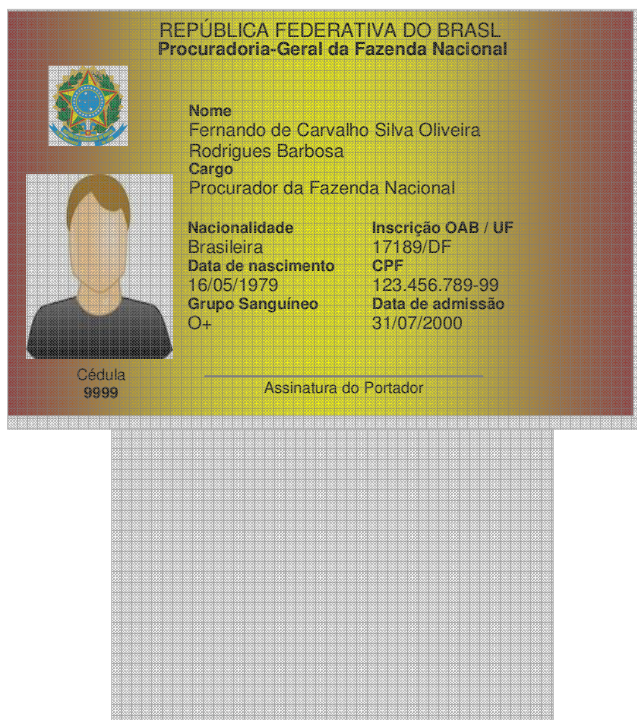 REPÚBLICA FEDERATIVA DO BRASL
Procuradoria-Geral da Fazenda Nacional
Nome
Fernando de Carvalho Silva Oliveira
Rodrigues Barbosa
Cargo
Procurador da Fazenda Nacional
Nacionalidade Inscrição OAB / UF
Brasileira 17189/DF
Data de nascimento CPF
16/05/1979 123.456.789-99
Grupo Sanguíneo Data de admissão
O+ 31/07/2000
Cédula
9999
Assinatura do Portador